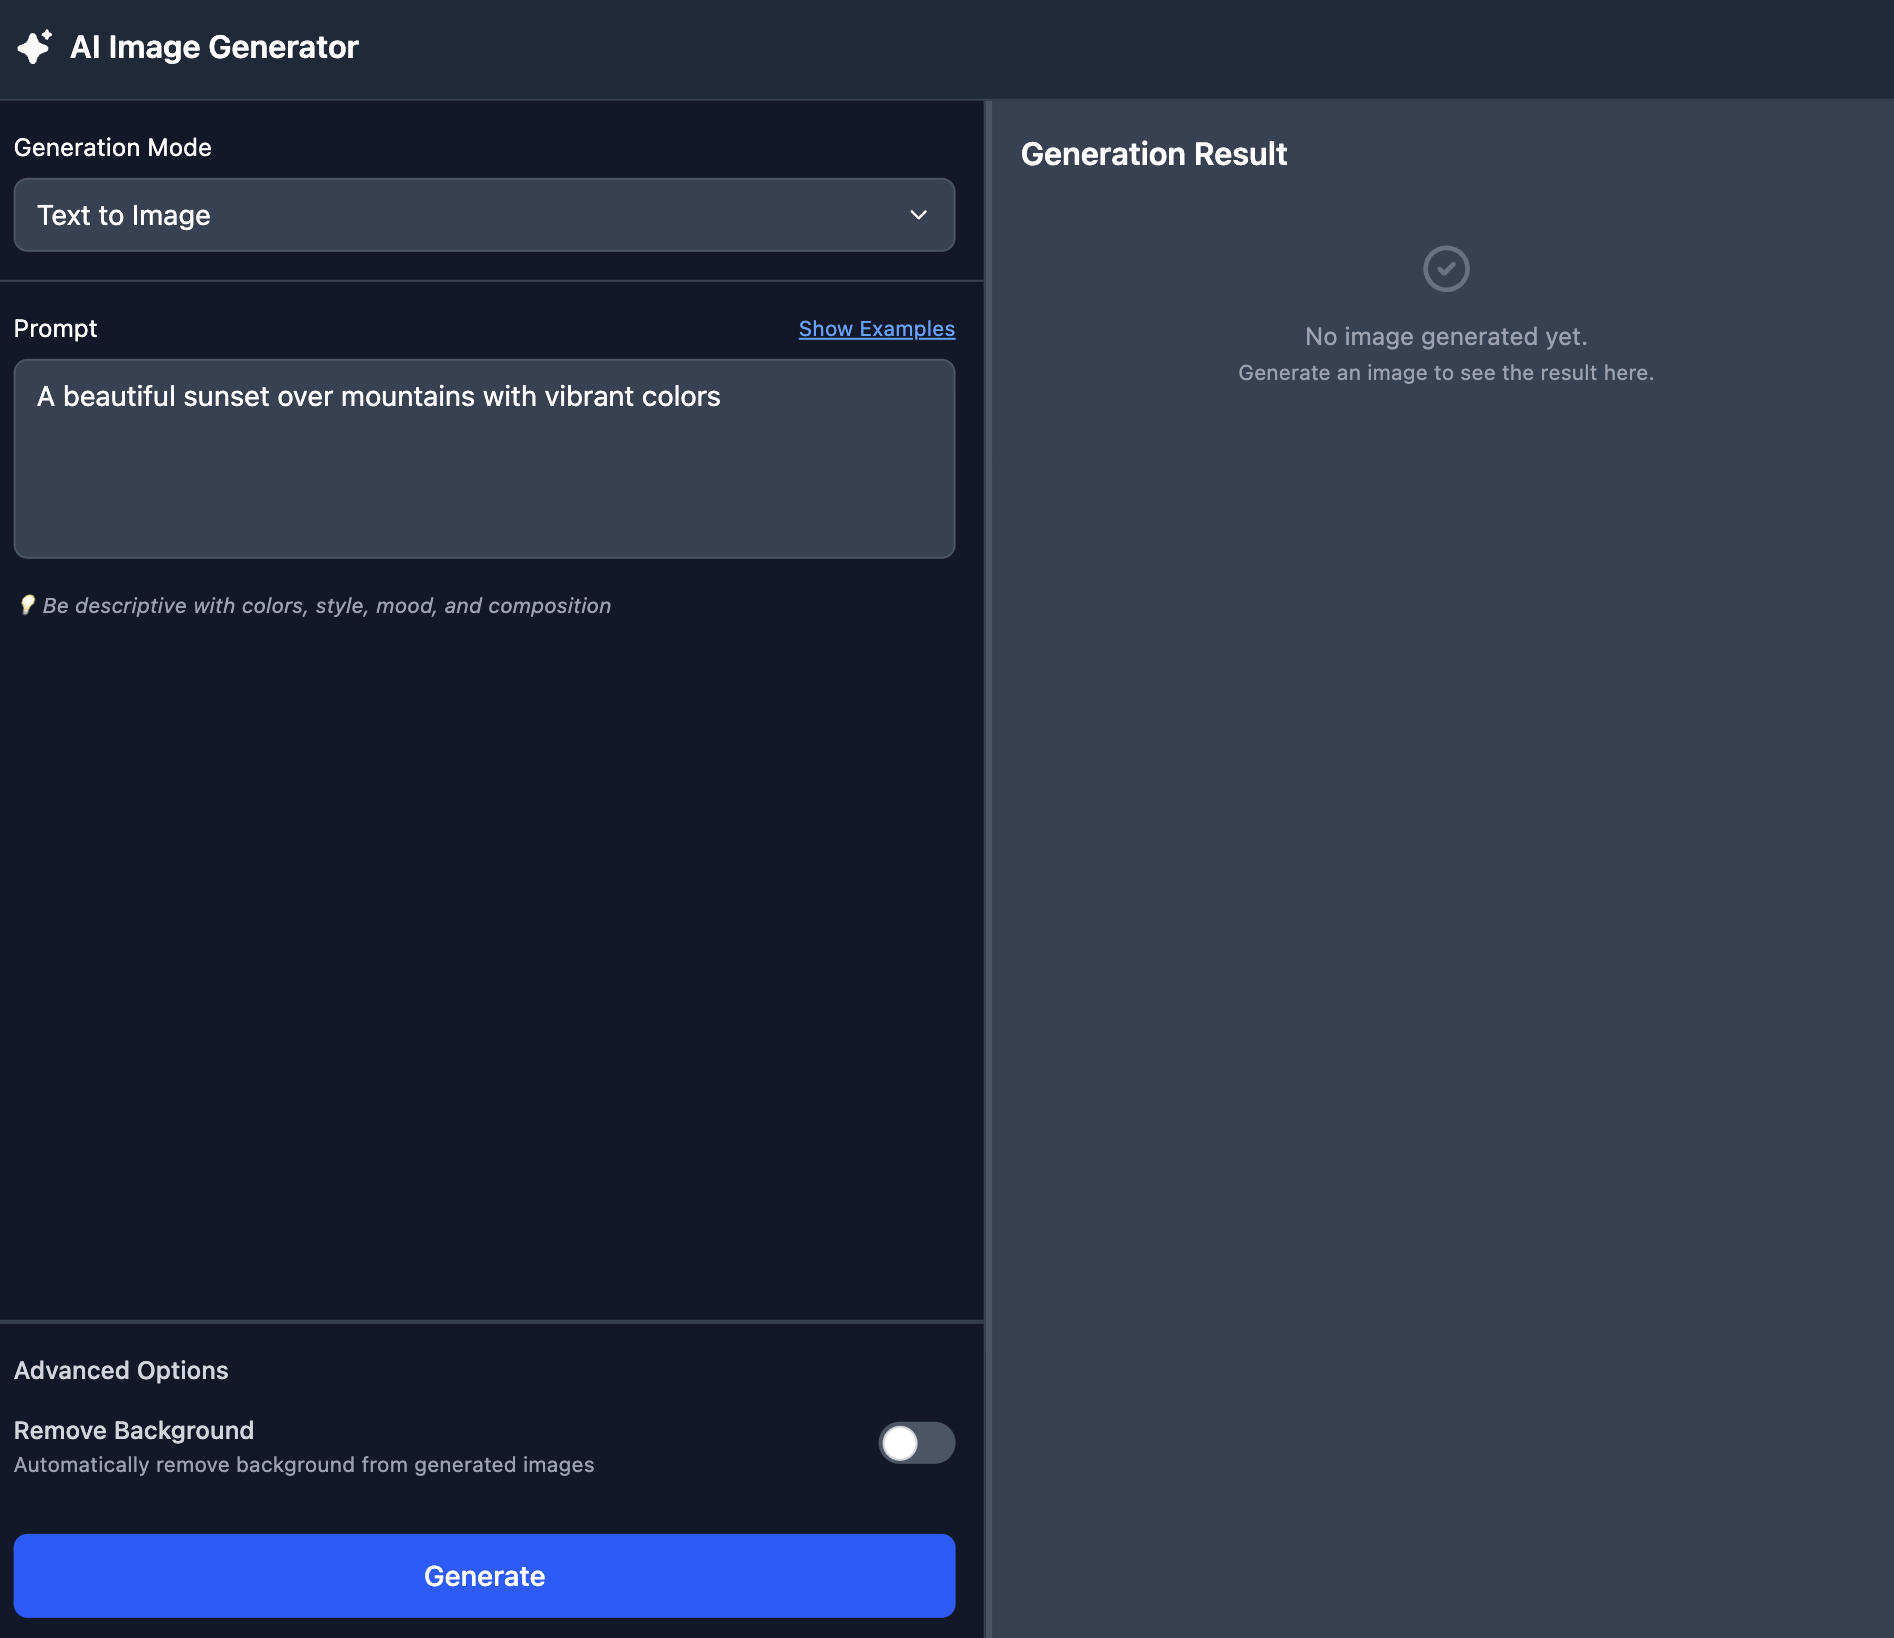 AI Image Generator
Generation Mode
Text to Image
Prompt
Show Examples
A beautiful sunset over mountains with vibrant colors
💡 Be descriptive with colors, style, mood, and composition
Advanced Options
Remove Background
Automatically remove background from generated images
Generate
Generation Result
No image generated yet.
Generate an image to see the result here.